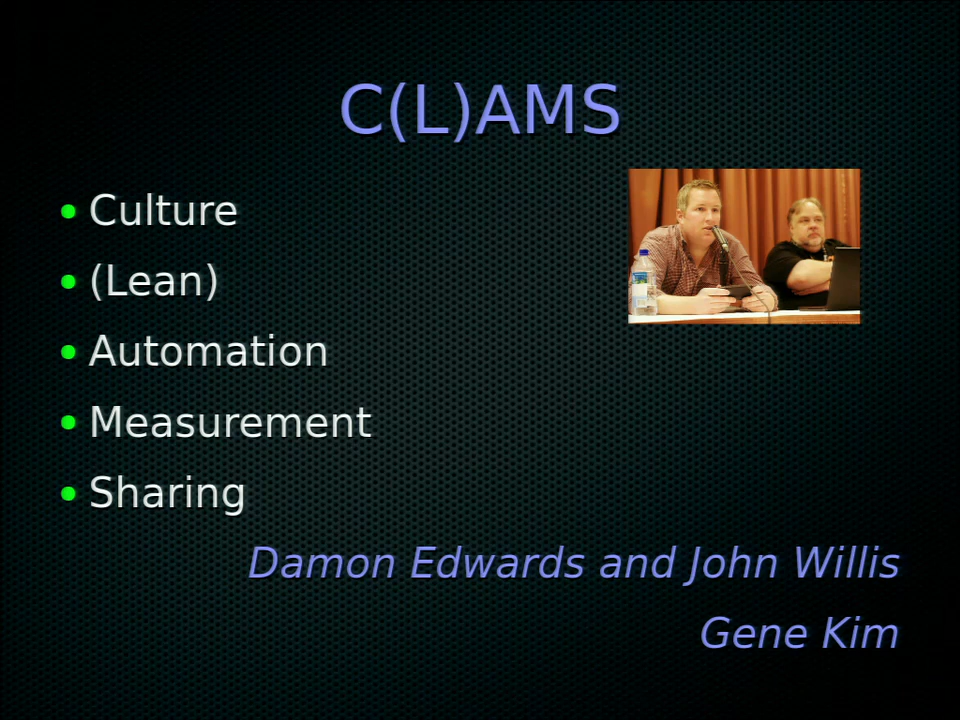 C(L)AMS
Culture
(Lean)
Automation
Measurement
Sharing
Damon Edwards and John Willis
Gene Kim